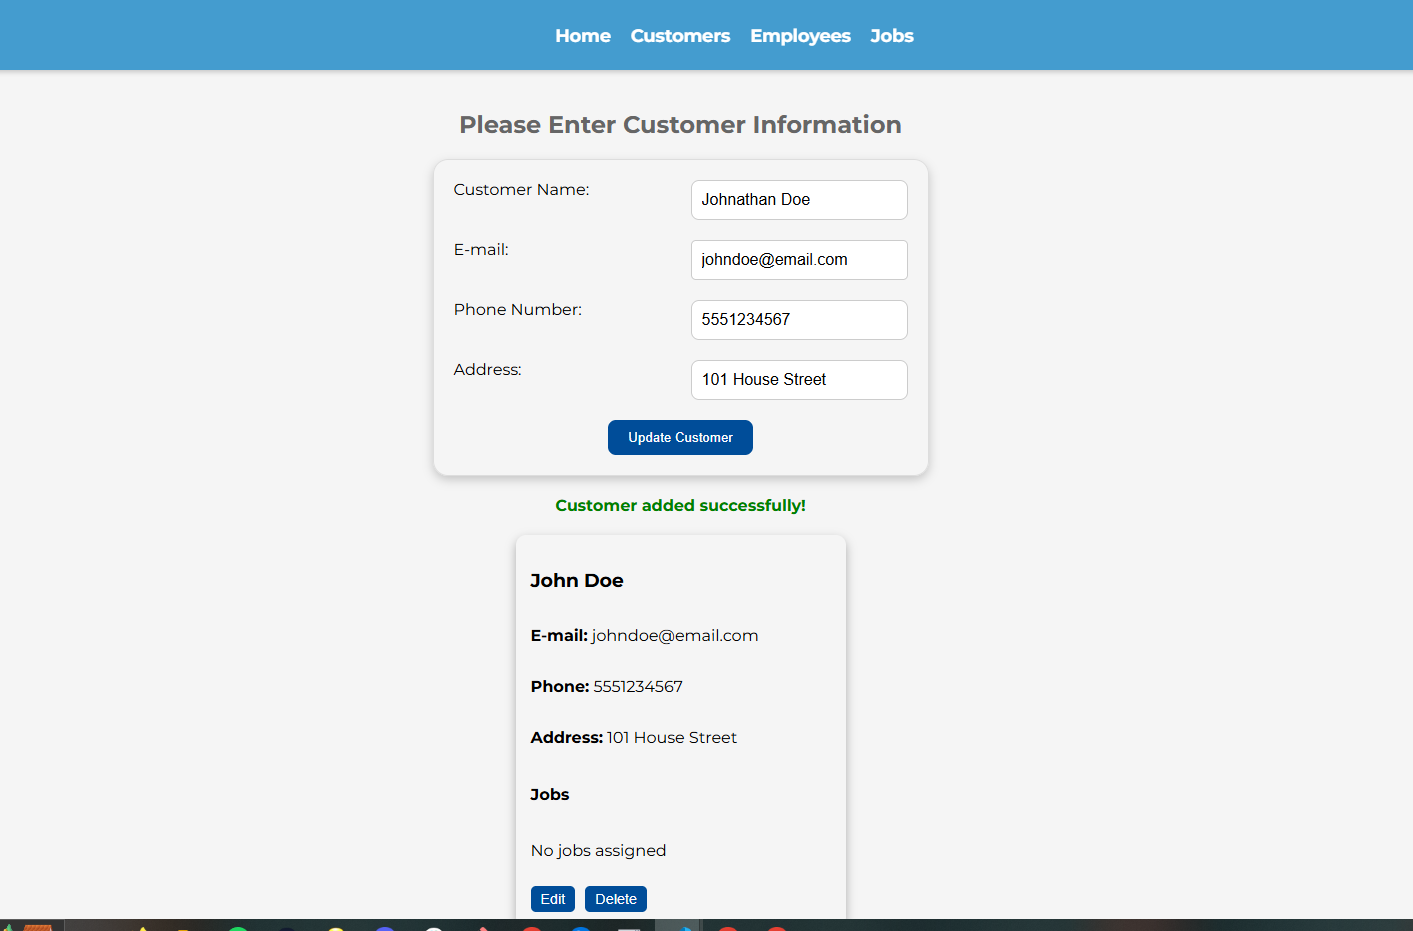 Home Customers Employees Jobs
Please Enter Customer Information
Customer Name: Johnathan Doe
E-mail: johndoe@email.com
Phone Number: 5551234567
Address: 101 House Street
Update Customer
Customer added successfully!
John Doe
E-mail: johndoe@email.com
Phone: 5551234567
Address: 101 House Street
Jobs
No jobs assigned
Edit Delete